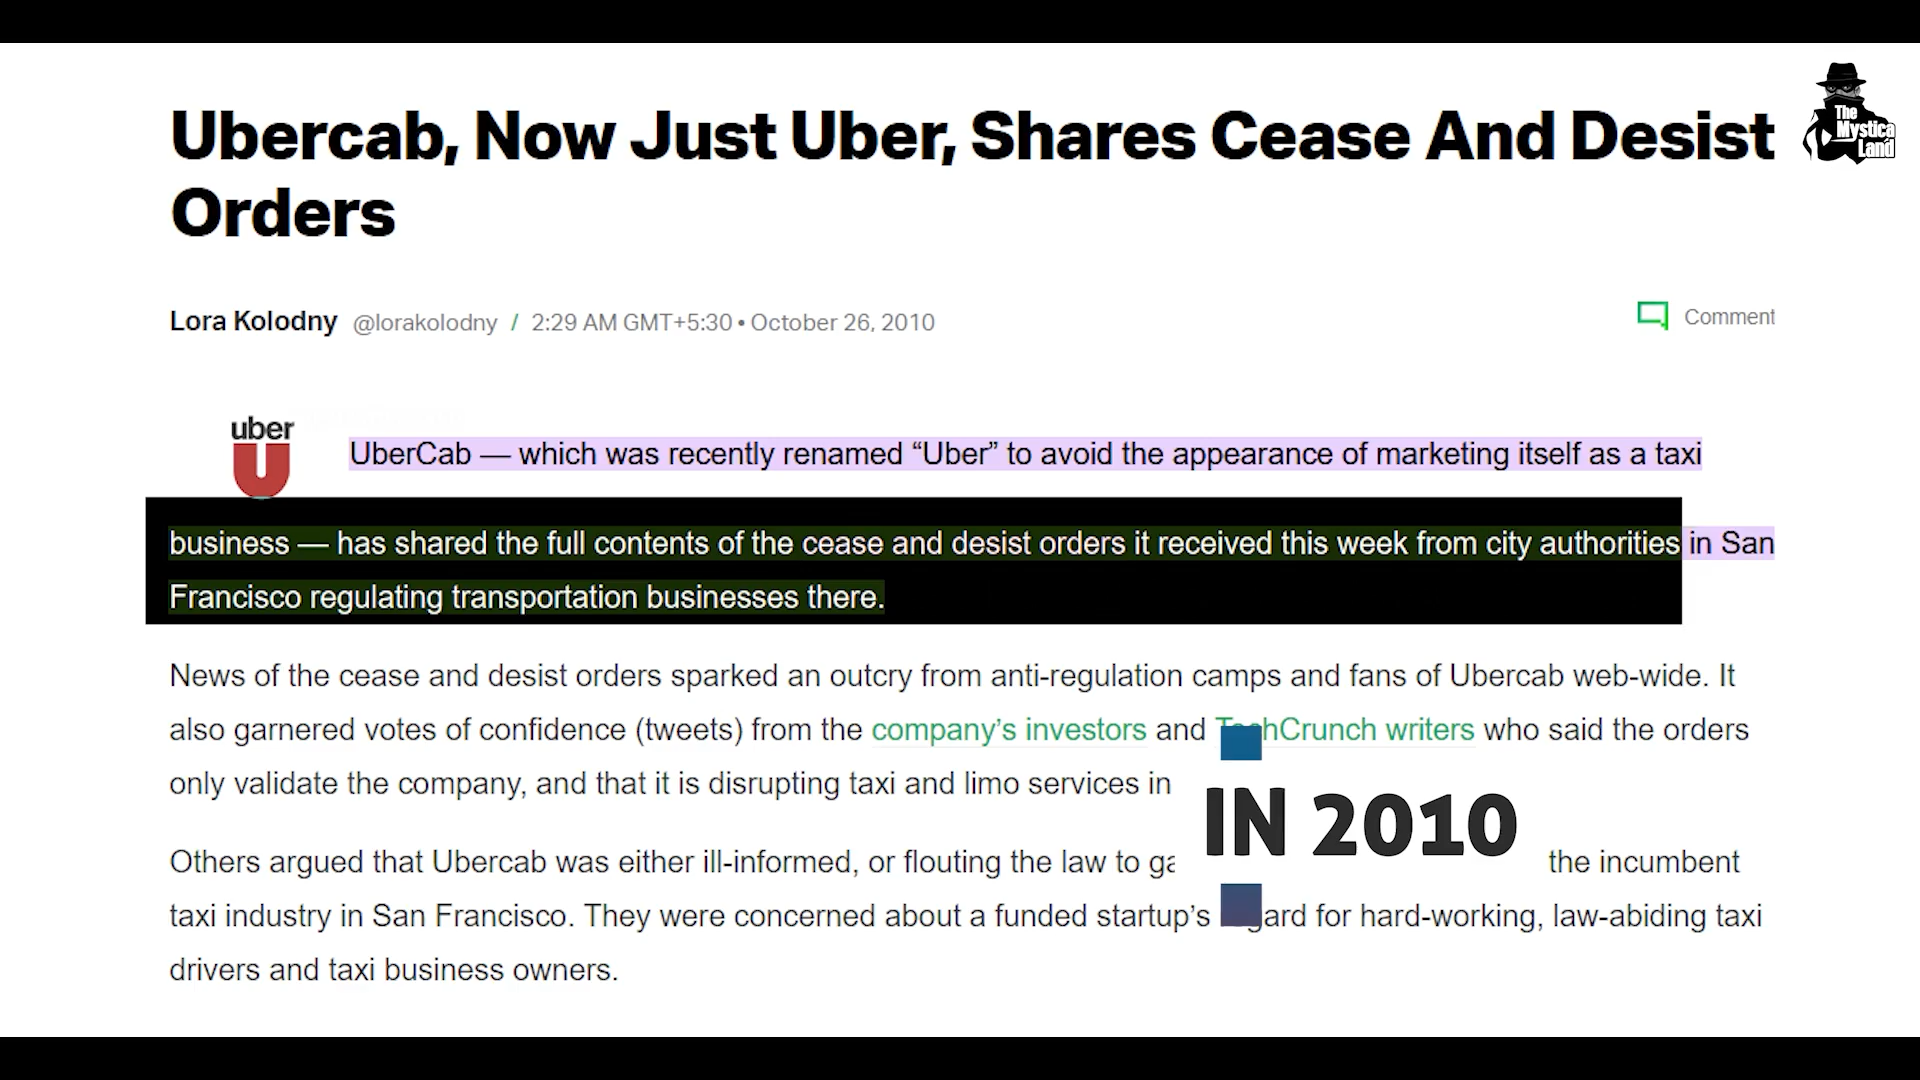 Ubercab, Now Just Uber, Shares Cease And Desist
Orders
The
Mystica
Land
Lora Kolodny @lorakolodny / 2:29 AM GMT+5:30 • October 26, 2010
Comment
uber
U
UberCab — which was recently renamed “Uber” to avoid the appearance of marketing itself as a taxi
business — has shared the full contents of the cease and desist orders it received this week from city authorities in San
Francisco regulating transportation businesses there.
News of the cease and desist orders sparked an outcry from anti-regulation camps and fans of Ubercab web-wide. It
also garnered votes of confidence (tweets) from the company’s investors and TechCrunch writers who said the orders
only validate the company, and that it is disrupting taxi and limo services in
IN 2010
Others argued that Ubercab was either ill-informed, or flouting the law to the incumbent
taxi industry in San Francisco. They were concerned about a funded startup’s for hard-working, law-abiding taxi
drivers and taxi business owners.